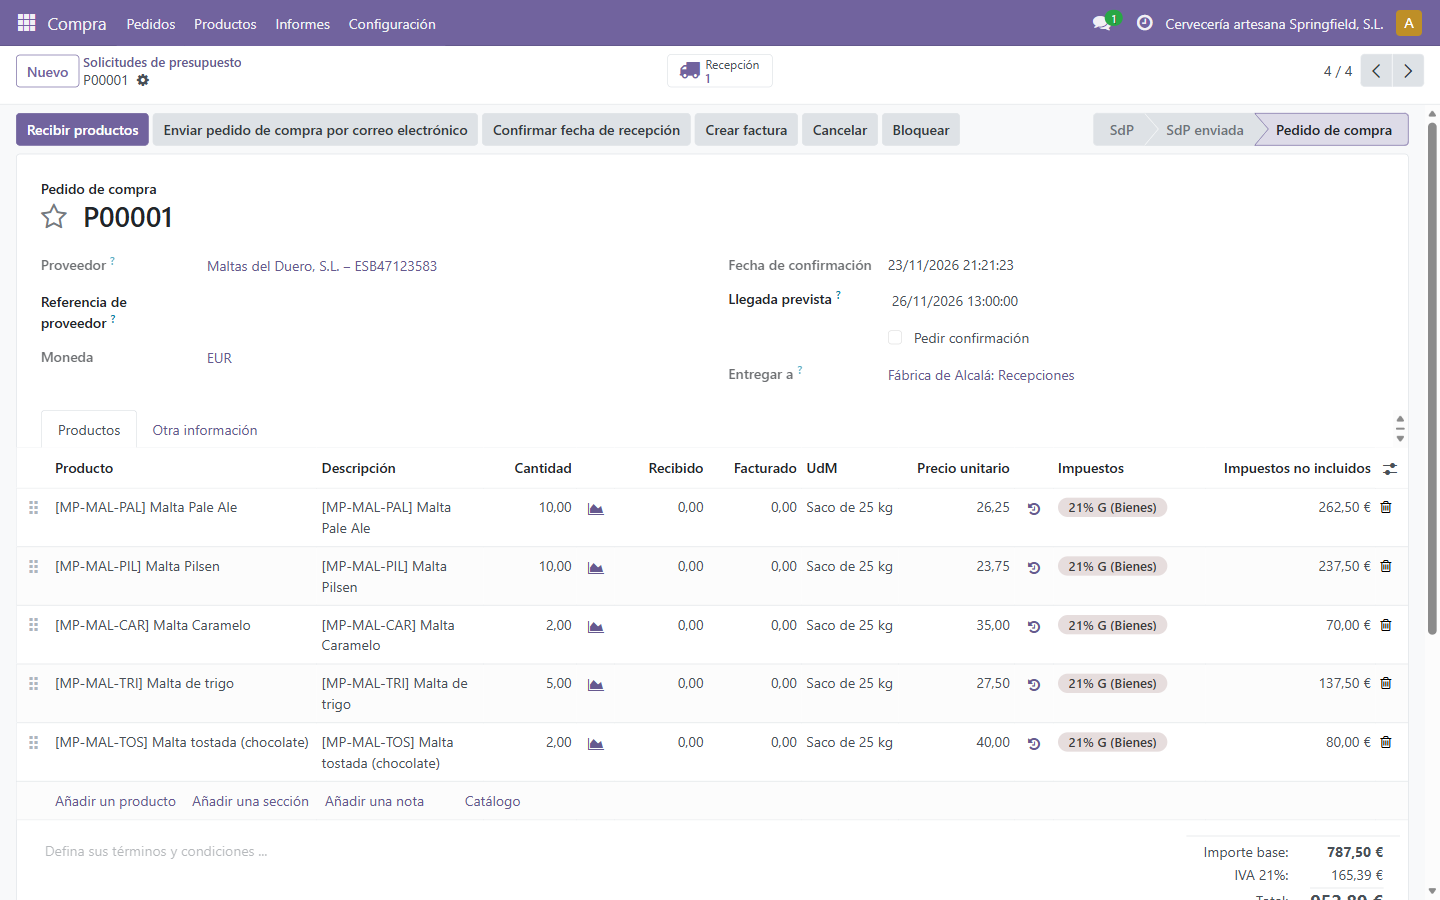 Compra Pedidos Productos Informes Configuración 1 Cervecería artesana Springfield, S.L. A
Nuevo Solicitudes de presupuesto
P00001
Recepción
1
4 / 4
Recibir productos Enviar pedido de compra por correo electrónico Confirmar fecha de recepción Crear factura Cancelar Bloquear SdP SdP enviada Pedido de compra
Pedido de compra
P00001
Proveedor ? Maltas del Duero, S.L. – ESB47123583
Referencia de proveedor ?
Moneda EUR
Fecha de confirmación 23/11/2026 21:21:23
Llegada prevista ? 26/11/2026 13:00:00
Pedir confirmación
Entregar a ? Fábrica de Alcalá: Recepciones
Productos Otra información
Producto Descripción Cantidad Recibido Facturado UdM Precio unitario Impuestos Impuestos no incluidos
[MP-MAL-PAL] Malta Pale Ale [MP-MAL-PAL] Malta Pale Ale 10,00 0,00 0,00 Saco de 25 kg 26,25 21% G (Bienes) 262,50 €
[MP-MAL-PIL] Malta Pilsen [MP-MAL-PIL] Malta Pilsen 10,00 0,00 0,00 Saco de 25 kg 23,75 21% G (Bienes) 237,50 €
[MP-MAL-CAR] Malta Caramelo [MP-MAL-CAR] Malta Caramelo 2,00 0,00 0,00 Saco de 25 kg 35,00 21% G (Bienes) 70,00 €
[MP-MAL-TRI] Malta de trigo [MP-MAL-TRI] Malta de trigo 5,00 0,00 0,00 Saco de 25 kg 27,50 21% G (Bienes) 137,50 €
[MP-MAL-TOS] Malta tostada (chocolate) [MP-MAL-TOS] Malta tostada (chocolate) 2,00 0,00 0,00 Saco de 25 kg 40,00 21% G (Bienes) 80,00 €
Añadir un producto Añadir una sección Añadir una nota Catálogo
Defina sus términos y condiciones ...
Importe base: 787,50 €
IVA 21%: 165,39 €
Total: 952,89 €